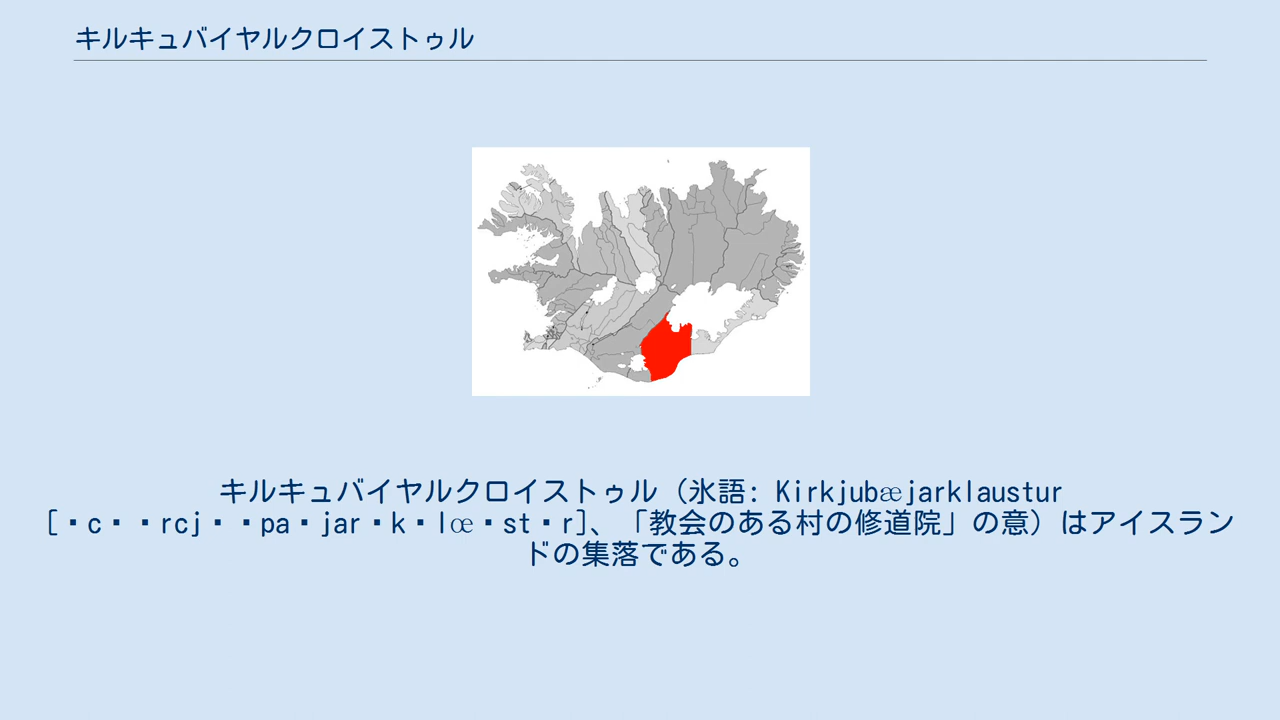 キルキュバイヤルクロイストゥル
キルキュバイヤルクロイストゥル（氷語: Kirkjubæjarklaustur
[▪c▪▪rcj▪▪pa▪jar▪k▪lœ▪st▪r]、「教会のある村の修道院」の意）はアイスラン
ドの集落である。